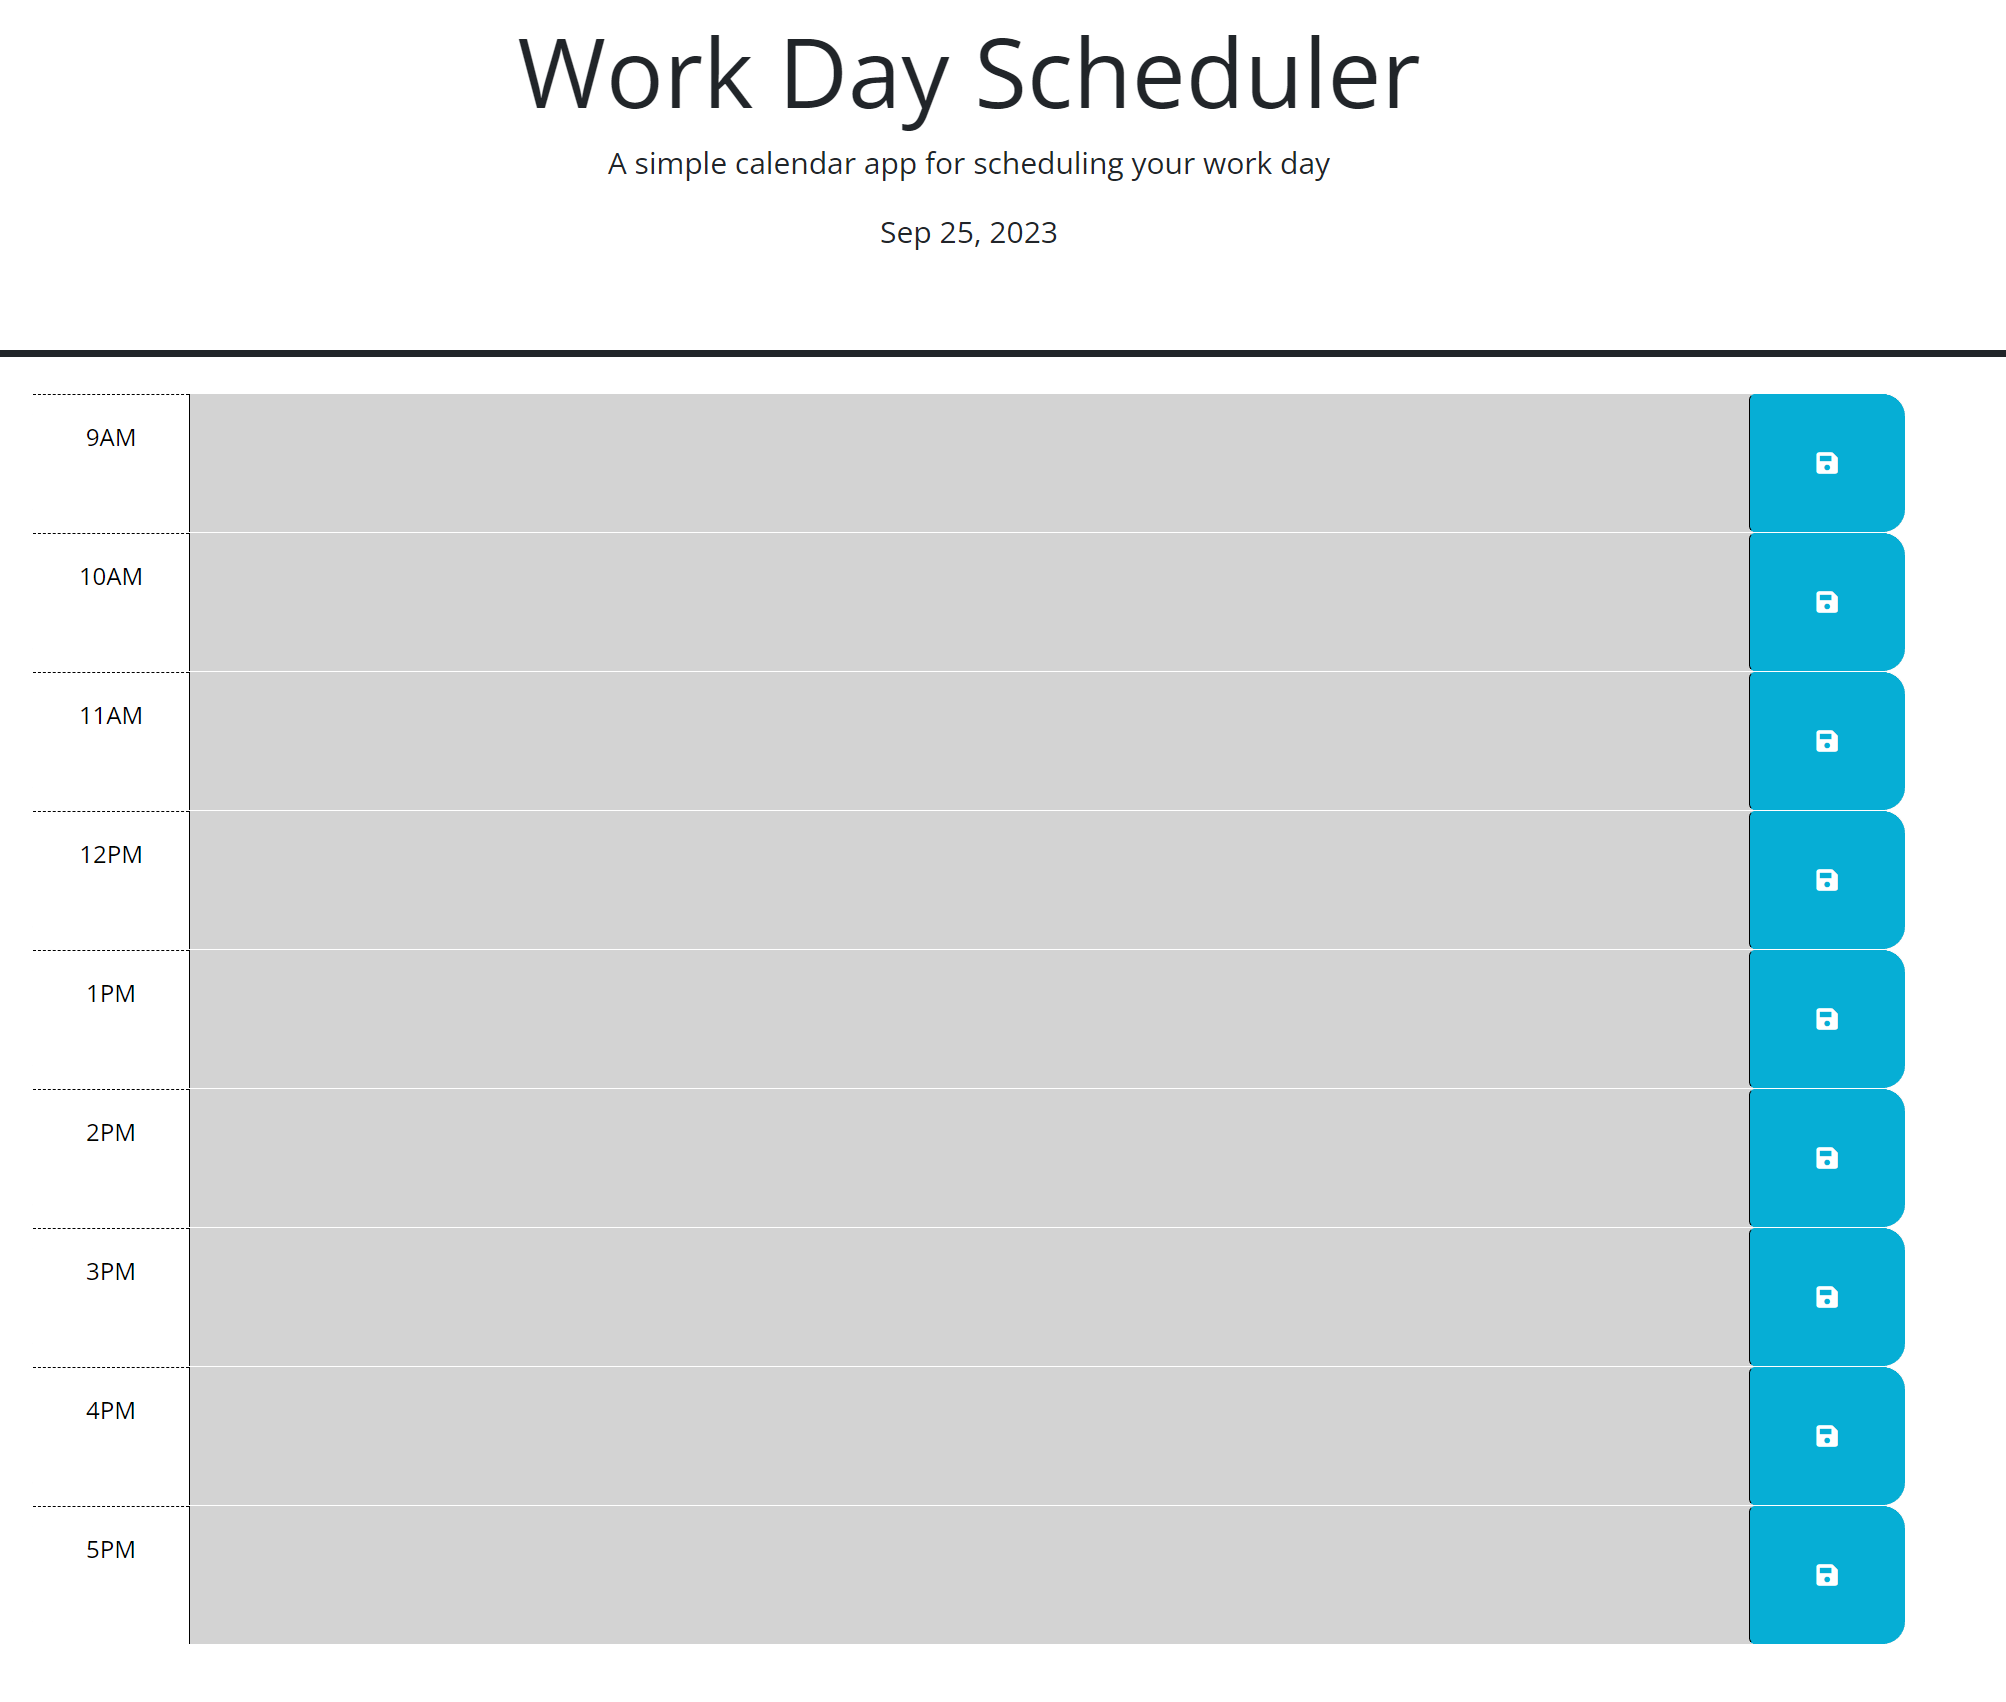 Work Day Scheduler
A simple calendar app for scheduling your work day
Sep 25, 2023
9AM
10AM
11AM
12PM
1PM
2PM
3PM
4PM
5PM